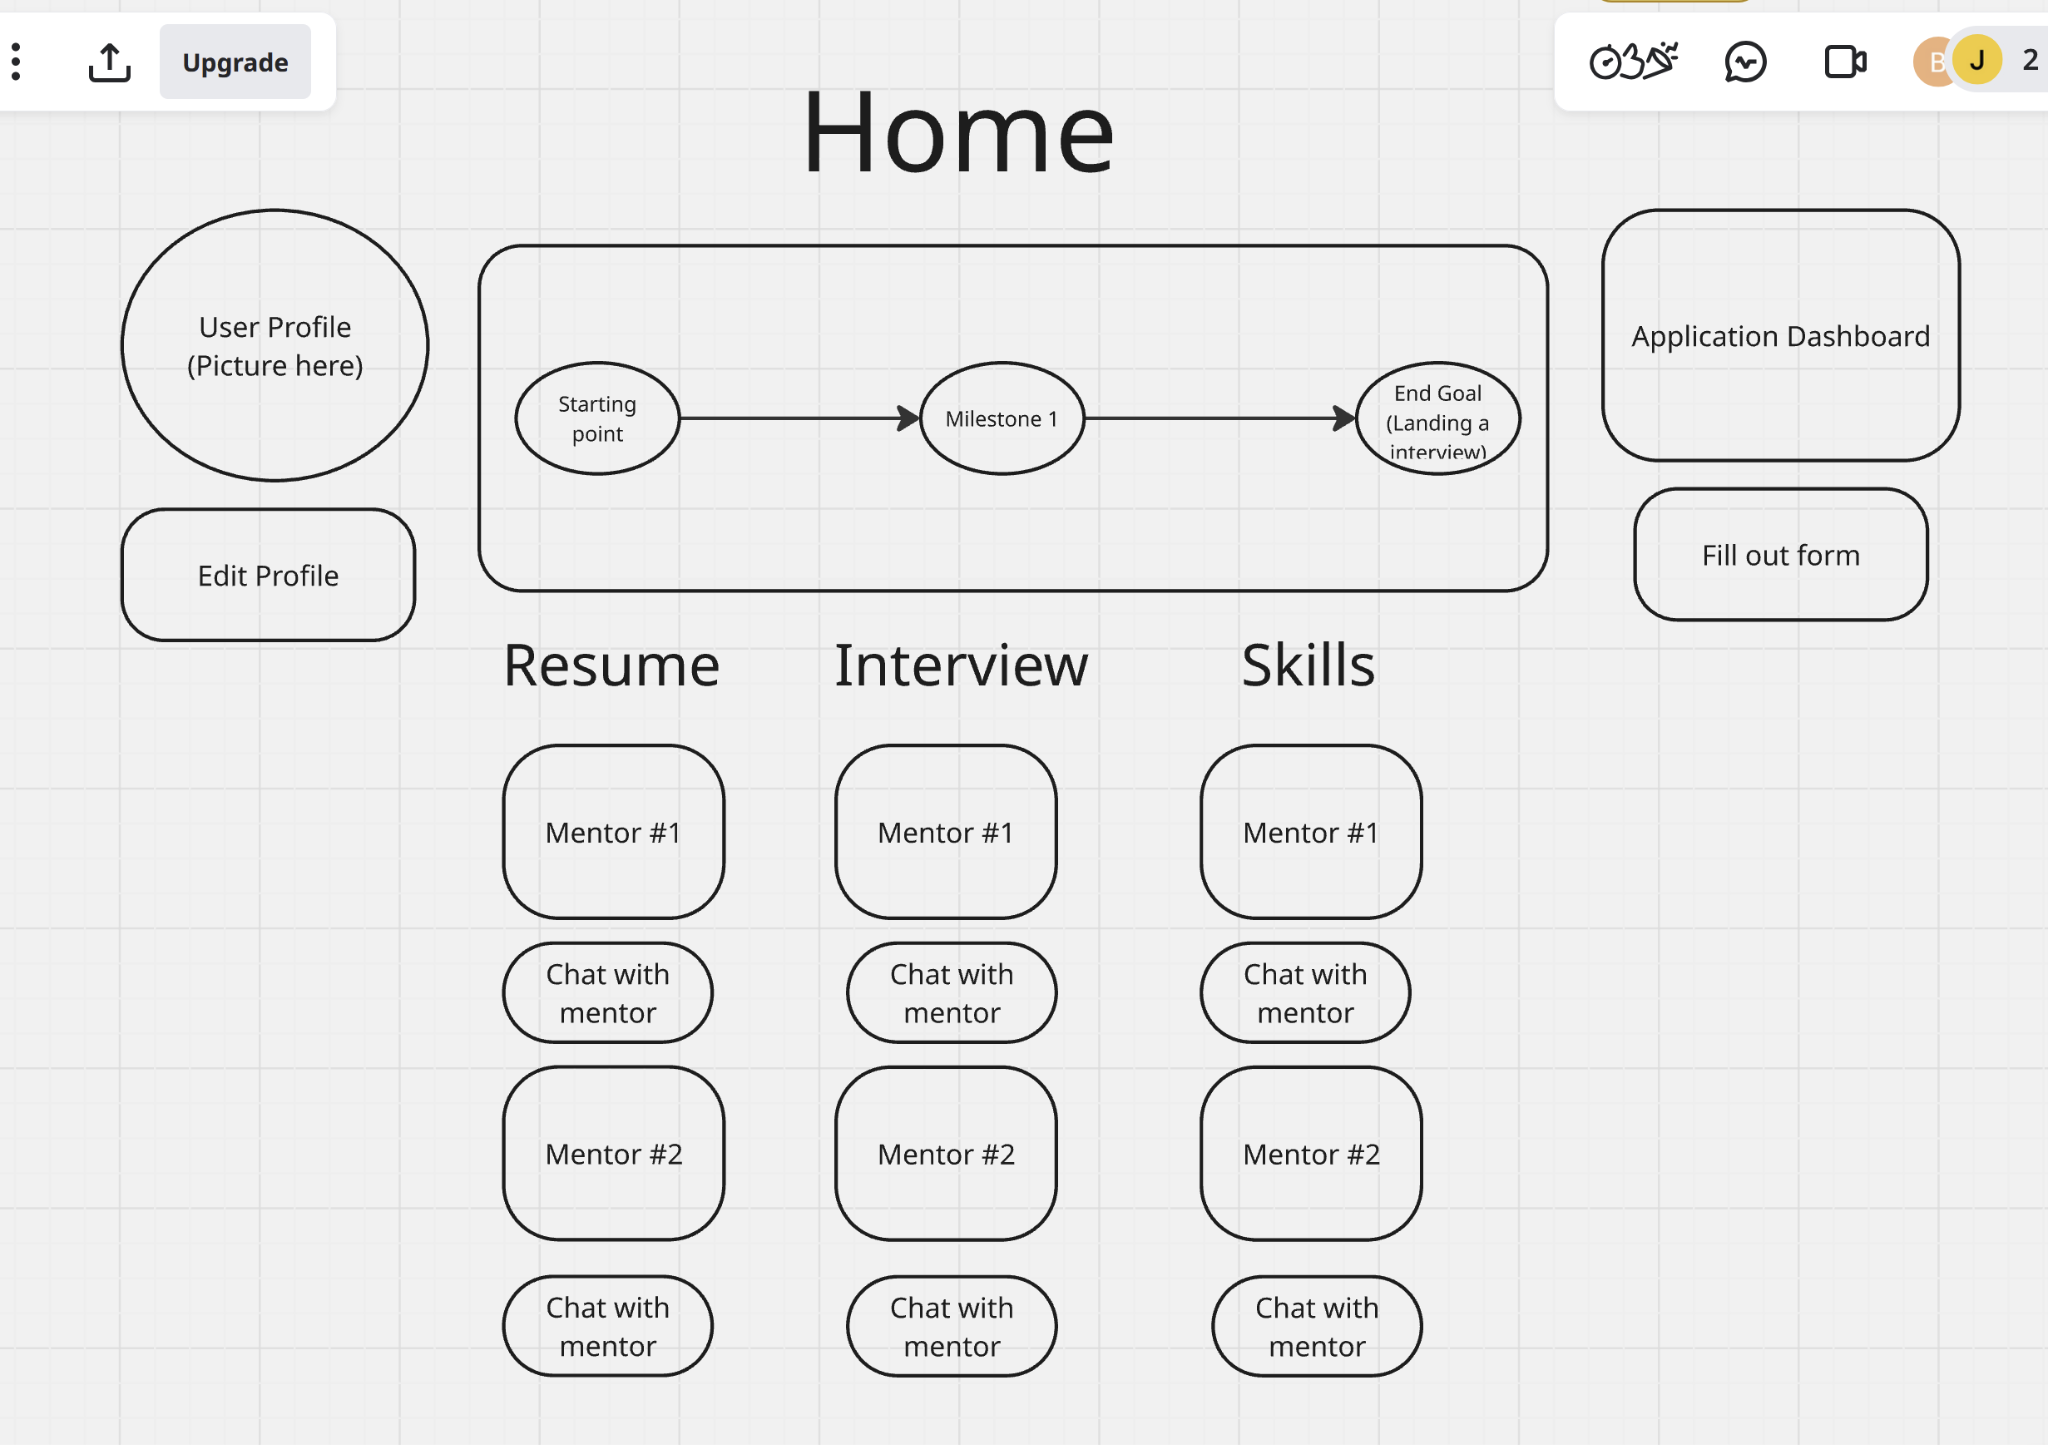 Upgrade
B
J
2
Home
User Profile
(Picture here)
Edit Profile
Starting
point
Milestone 1
End Goal
(Landing a
interview)
Application Dashboard
Fill out form
Resume
Interview
Skills
Mentor #1
Mentor #1
Mentor #1
Chat with
mentor
Chat with
mentor
Chat with
mentor
Mentor #2
Mentor #2
Mentor #2
Chat with
mentor
Chat with
mentor
Chat with
mentor